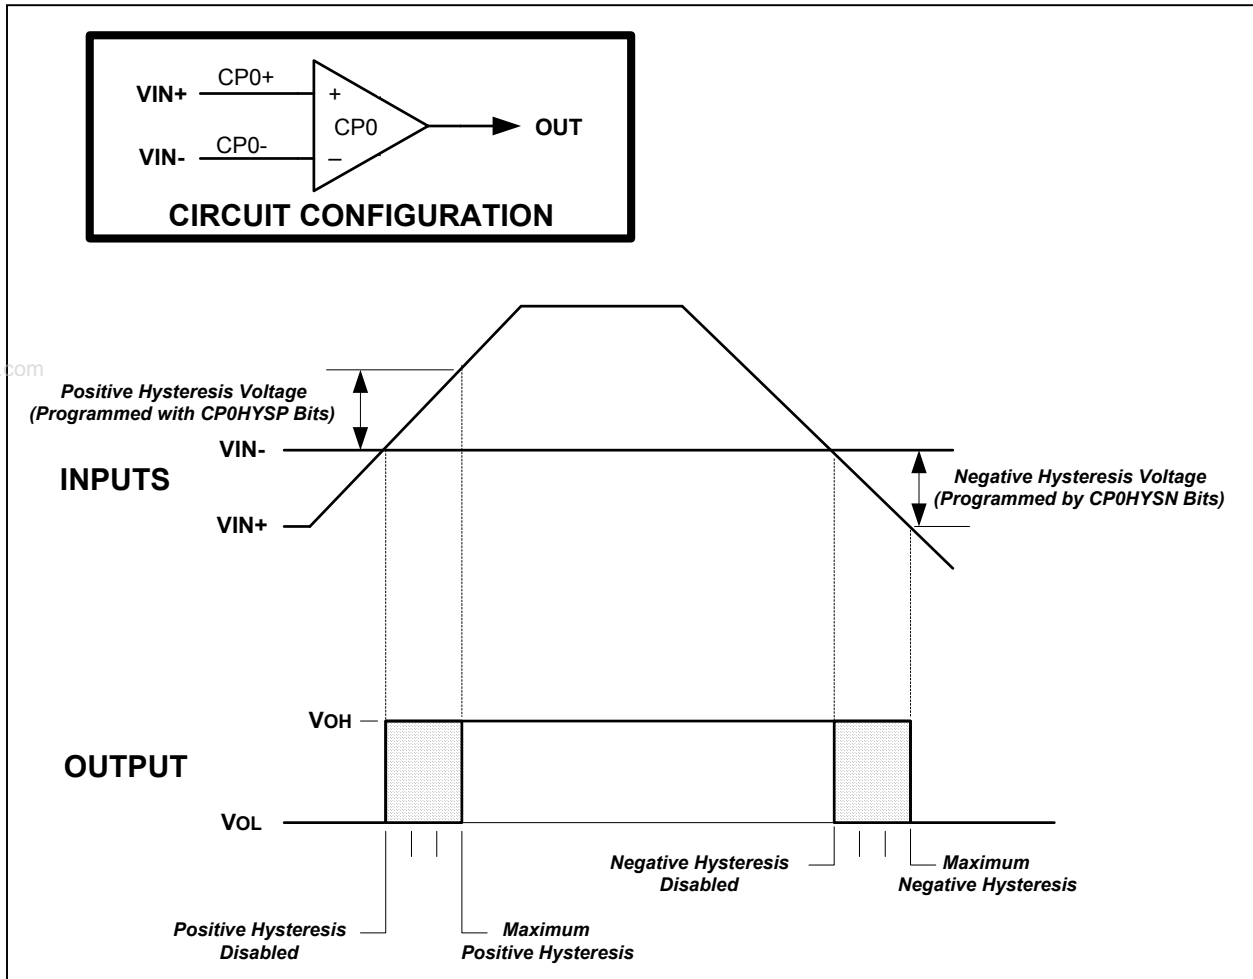 CP0+
VIN+
+
CP0
OUT
VIN-
CP0-
–
CIRCUIT CONFIGURATION
.com
Positive Hysteresis Voltage
(Programmed with CP0HYSP Bits)
VIN-
INPUTS
Negative Hysteresis Voltage
(Programmed by CP0HYSN Bits)
VIN+
VOH
OUTPUT
VOL
Negative Hysteresis
Disabled
Maximum
Negative Hysteresis
Positive Hysteresis
Disabled
Maximum
Positive Hysteresis